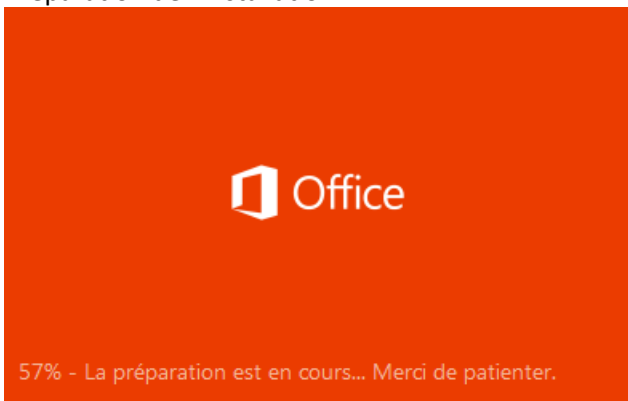 Office
57% - La préparation est en cours... Merci de patienter.